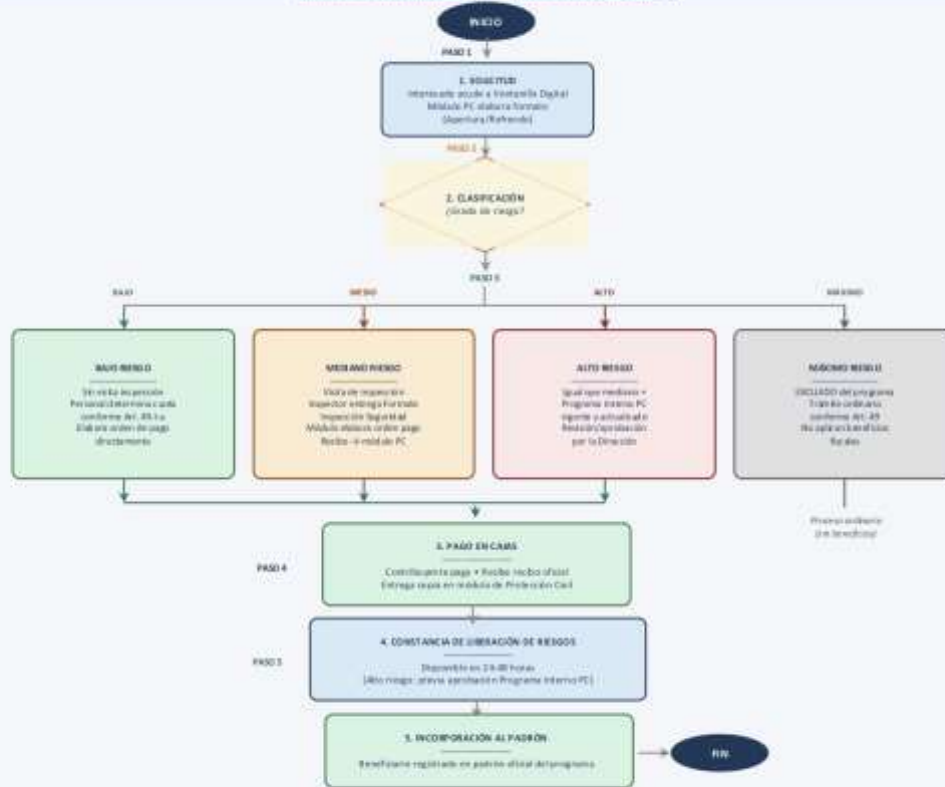 INICIO
PASO 1
1. SOLICITUD
Interesado acude a Ventanilla Digital
Módulo PC elabora formato
(Apertura/Refrendo)
PASO 2
2. CLASIFICACIÓN
¿Grado de riesgo?
PASO 3
BAJO
MEDIO
ALTO
MÁXIMO
BAJO RIESGO
Sin visita inspección
Personal determina cuota
conforme Art. 49
Elabora orden de pago
directamente
MEDIANO RIESGO
Visita de inspección
Inspector entrega Formato
Inspección Seguridad
Módulo elabora orden pago
Recibo módulo PC
ALTO RIESGO
Igual que mediano +
Programa Interno PC
vigente y actualizado
Revisión/aprobación
por la Dirección
MÁXIMO RIESGO
EXCLUIDO del programa
Trámite ordinario
conforme Art. 49
No aplican beneficios
fiscales
Proceso ordinario
(sin beneficio)
PASO 4
3. PAGO EN CAJAS
Contribuyente paga • Recibe recibo oficial
Entrega copia en módulo de Protección Civil
PASO 5
4. CONSTANCIA DE LIBERACIÓN DE RIESGOS
Disponible en 24-48 horas
(Alto riesgo: previa aprobación Programa Interno PC)
5. INCORPORACIÓN AL PADRÓN
Beneficiario registrado en padrón oficial del programa
FIN